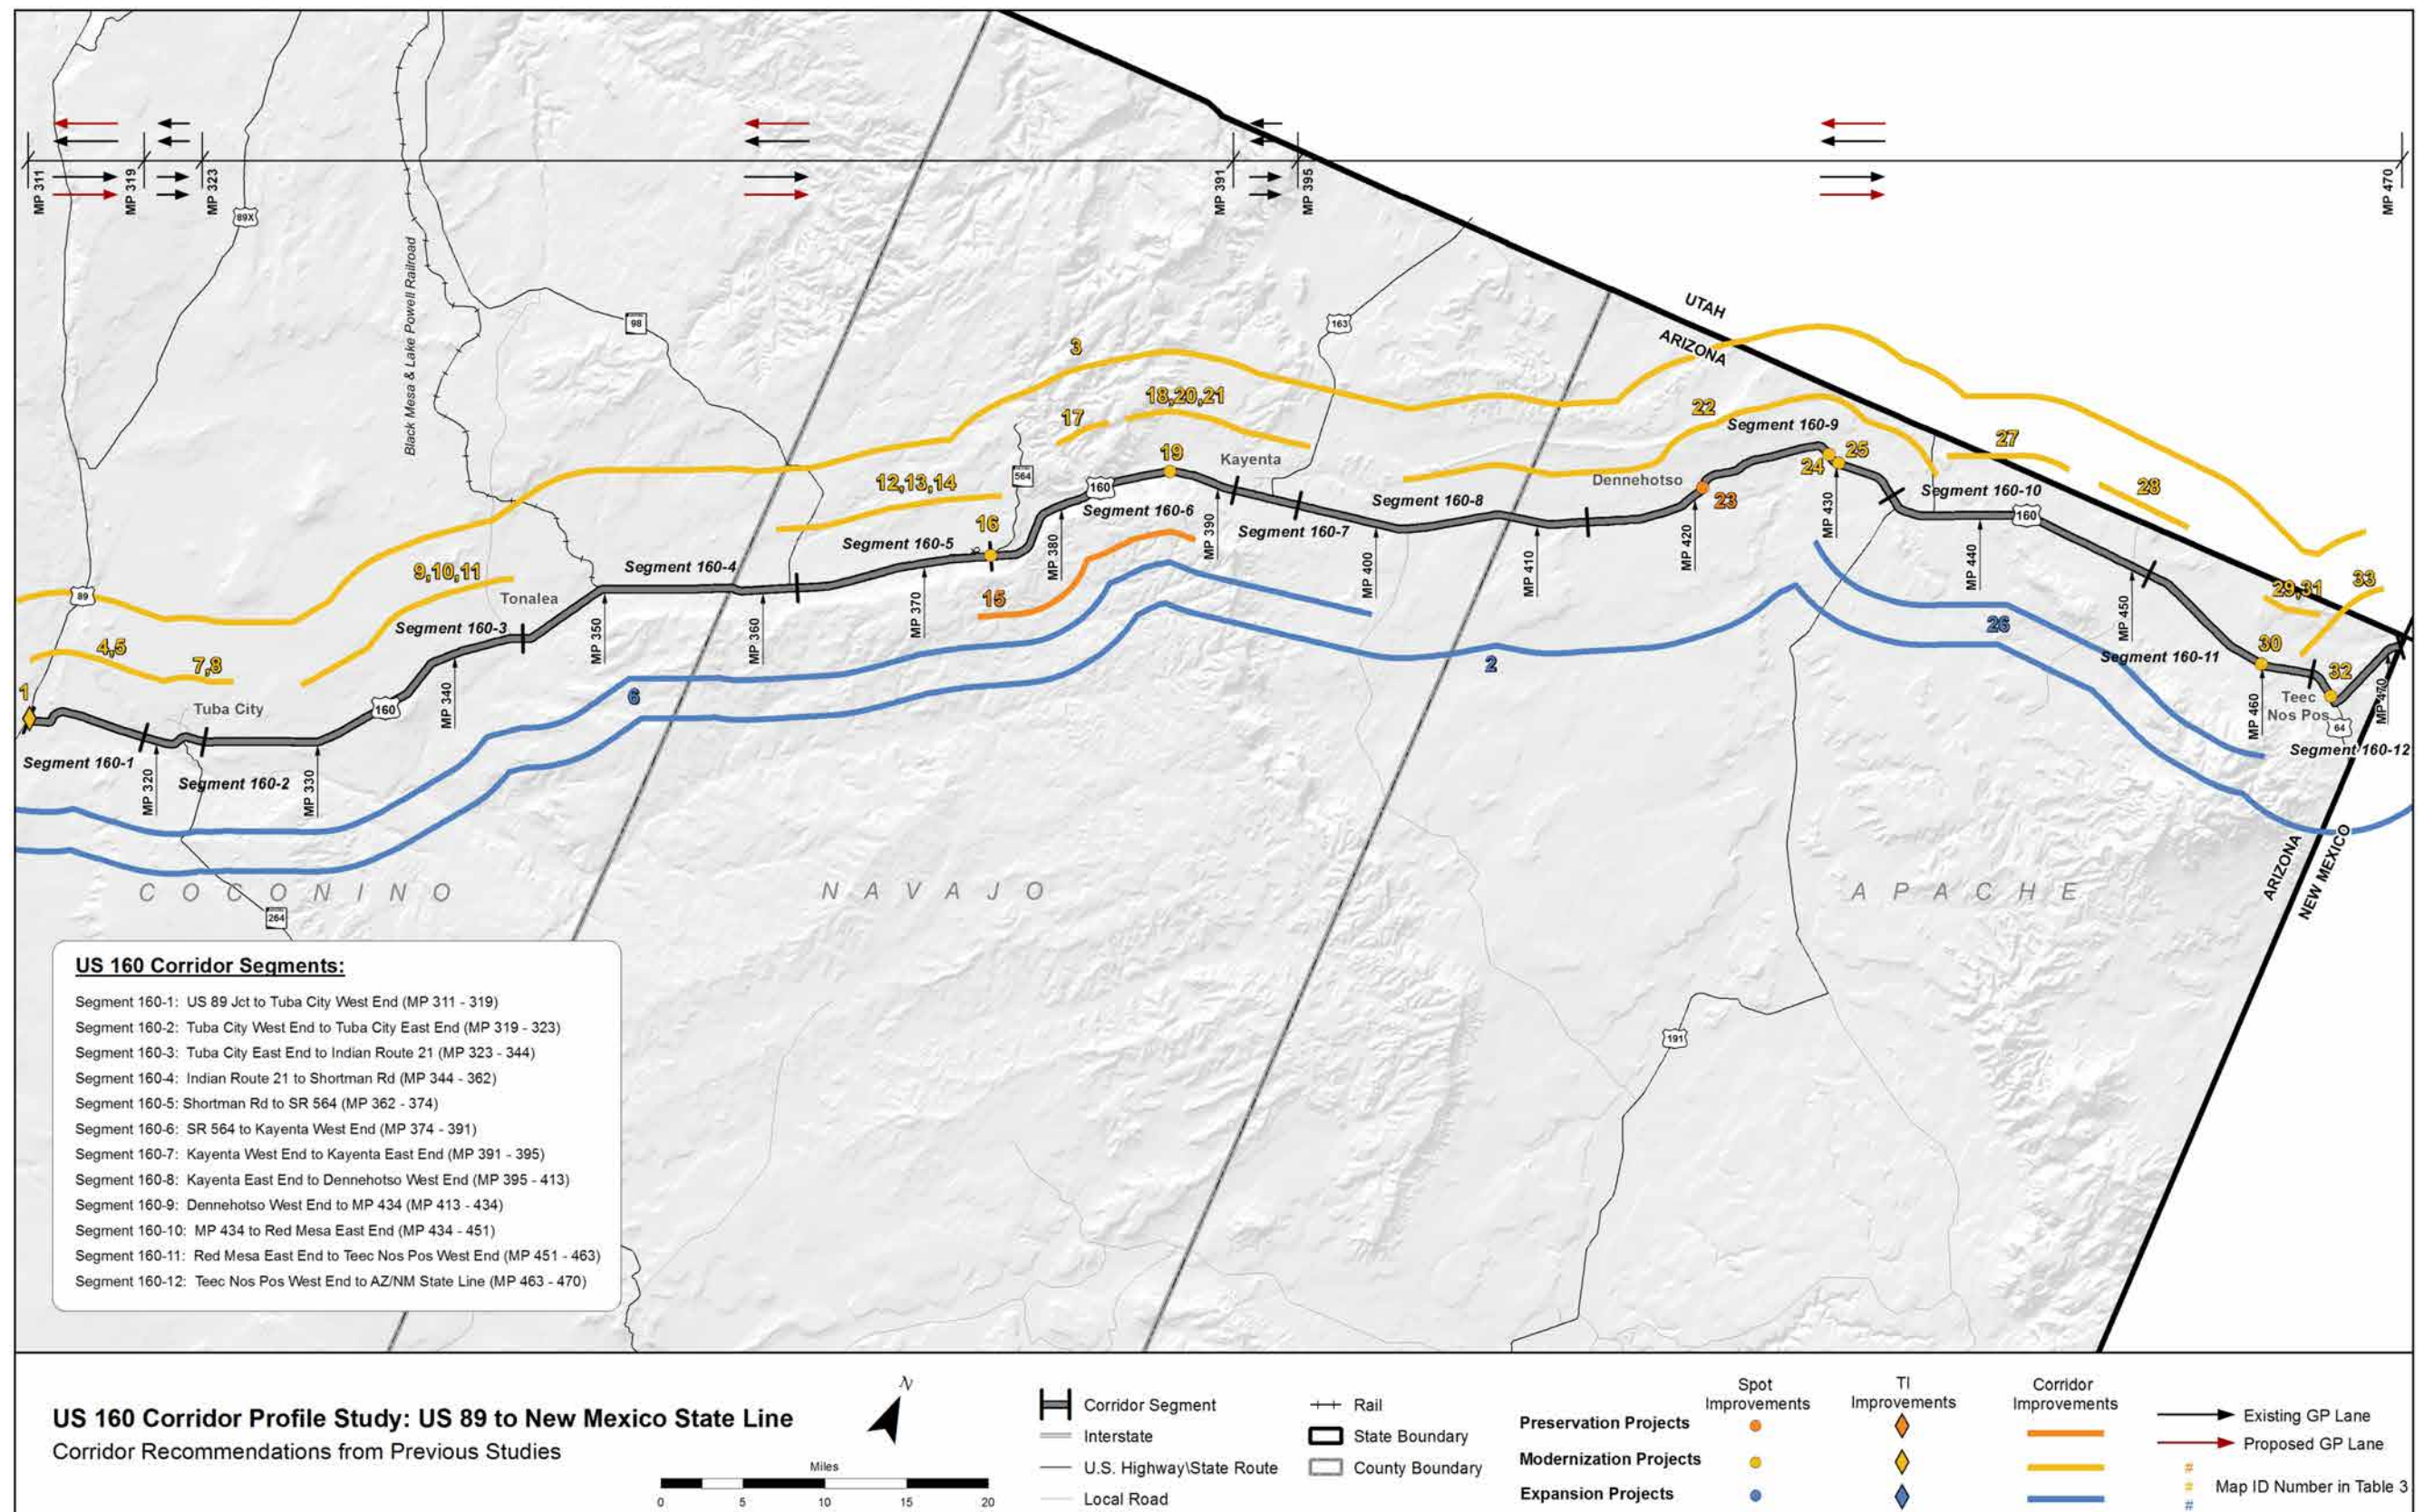 MP 311
MP 319
MP 323
MP 391
MP 395
MP 470
89X
Black Mesa & Lake Powell Railroad
98
163
UTAH
ARIZONA
3
18,20,21
17
22
Segment 160-9
19
Kayenta
25
24
27
12,13,14
564
160
Dennehotso
23
Segment 160-10
28
Segment 160-8
Segment 160-6
160
16
Segment 160-5
Segment 160-7
MP 380
MP 390
MP 400
MP 410
MP 420
MP 430
MP 440
MP 450
9,10,11
Segment 160-4
89
Tonalea
15
29,31
33
Segment 160-3
MP 350
MP 360
MP 370
26
4,5
7,8
2
Segment 160-11
30
32
1
Tuba City
160
MP 340
6
Teec
Nos Pos
MP 460
MP 470
64
Segment 160-1
Segment 160-2
MP 320
MP 330
Segment 160-12
COCONINO
NAVAJO
APACHE
ARIZONA
NEW MEXICO
264
191
US 160 Corridor Segments:
Segment 160-1: US 89 Jct to Tuba City West End (MP 311 - 319)
Segment 160-2: Tuba City West End to Tuba City East End (MP 319 - 323)
Segment 160-3: Tuba City East End to Indian Route 21 (MP 323 - 344)
Segment 160-4: Indian Route 21 to Shortman Rd (MP 344 - 362)
Segment 160-5: Shortman Rd to SR 564 (MP 362 - 374)
Segment 160-6: SR 564 to Kayenta West End (MP 374 - 391)
Segment 160-7: Kayenta West End to Kayenta East End (MP 391 - 395)
Segment 160-8: Kayenta East End to Dennehotso West End (MP 395 - 413)
Segment 160-9: Dennehotso West End to MP 434 (MP 413 - 434)
Segment 160-10: MP 434 to Red Mesa East End (MP 434 - 451)
Segment 160-11: Red Mesa East End to Teec Nos Pos West End (MP 451 - 463)
Segment 160-12: Teec Nos Pos West End to AZ/NM State Line (MP 463 - 470)
US 160 Corridor Profile Study: US 89 to New Mexico State Line
Corridor Recommendations from Previous Studies
N
Miles
0 5 10 15 20
Corridor Segment
Interstate
U.S. Highway\State Route
Local Road
Rail
State Boundary
County Boundary
Spot Improvements
TI Improvements
Corridor Improvements
Preservation Projects
Modernization Projects
Expansion Projects
Existing GP Lane
Proposed GP Lane
#
#
#
Map ID Number in Table 3